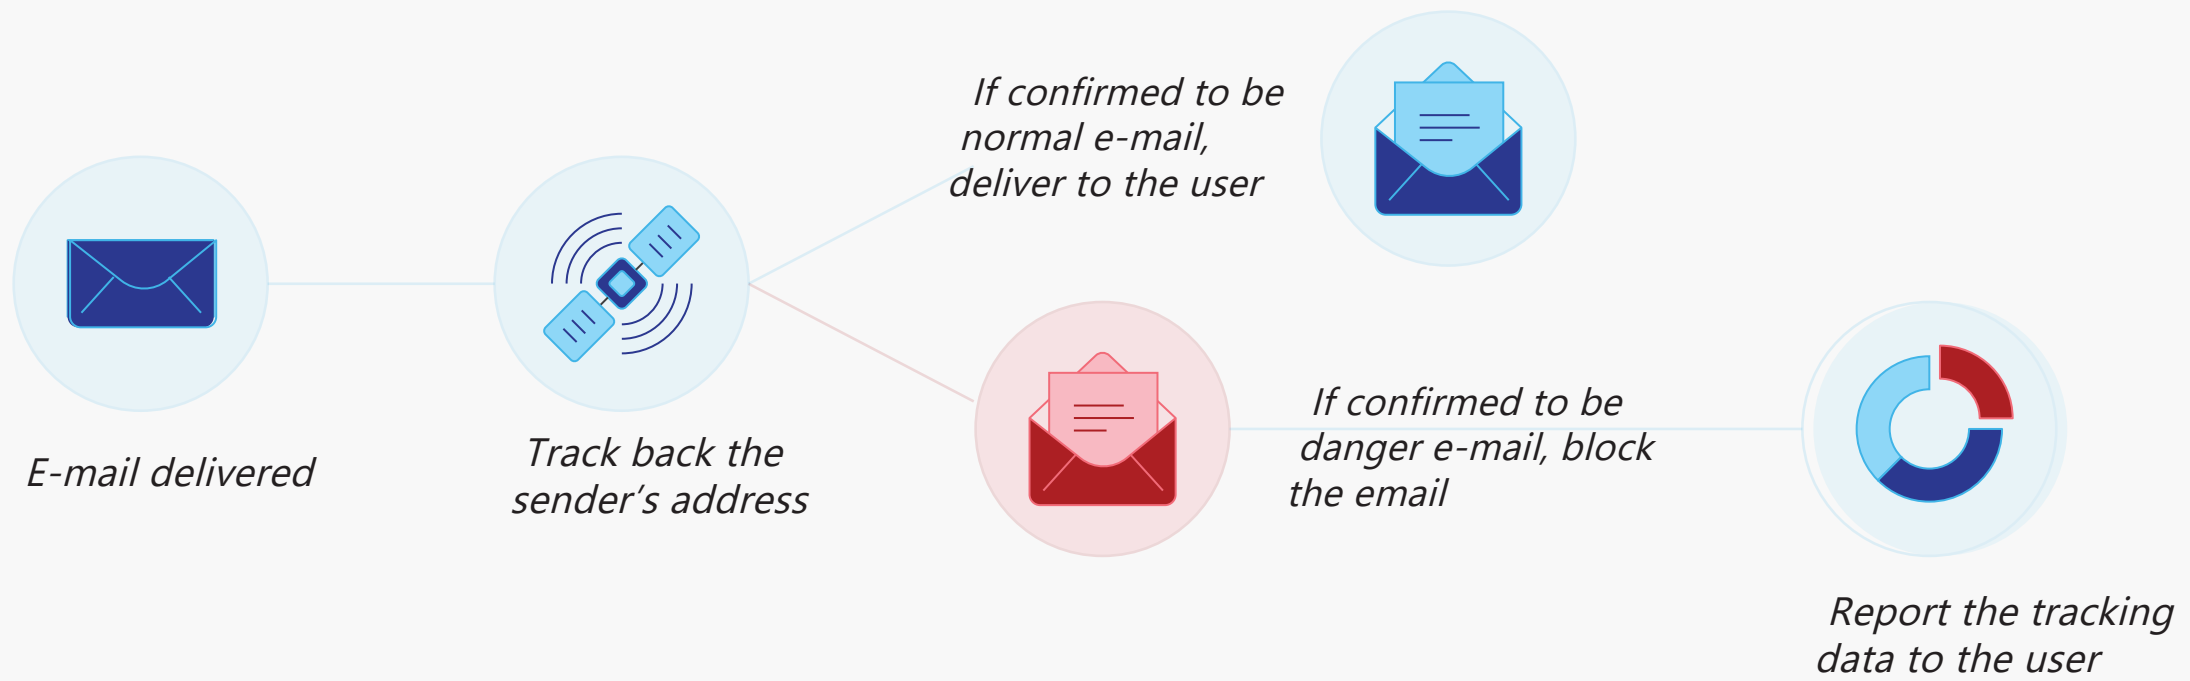 E-mail delivered
Track back the
sender’s address
If confirmed to be
normal e-mail,
deliver to the user
If confirmed to be
danger e-mail, block
the email
Report the tracking
data to the user